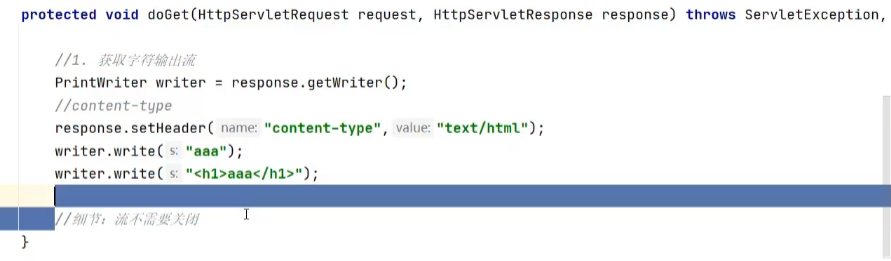 protected void doGet(HttpServletRequest request, HttpServletResponse response) throws ServletException,
//1. 获取字符输出流
PrintWriter writer = response.getWriter();
//content-type
response.setHeader( name: "content-type", value: "text/html");
writer.write( s: "aaa");
writer.write( s: "<h1>aaa</h1>");
//细节：流不需要关闭
}